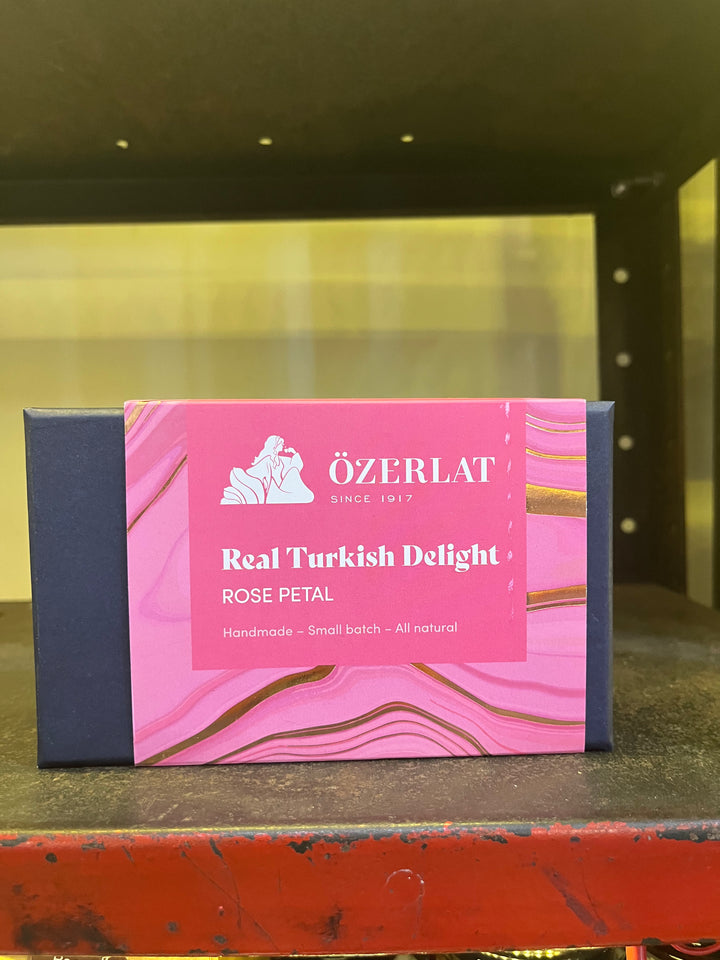 ÖZERLAT
SINCE 1917
Real Turkish Delight
ROSE PETAL
Handmade – Small batch – All natural